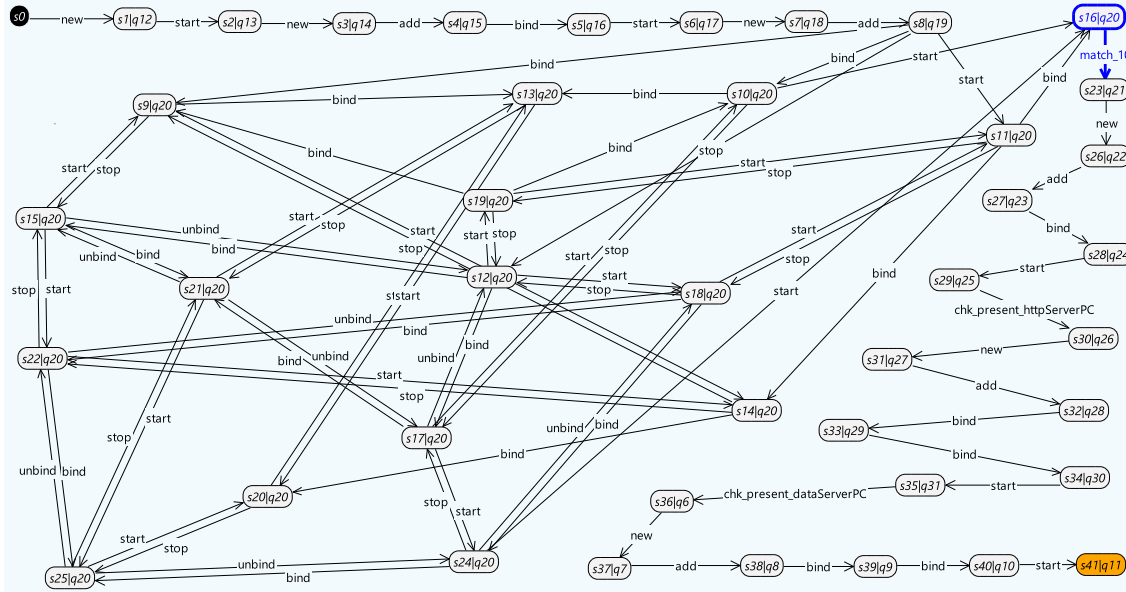 s0 new s1|q12 start s2|q13 new s3|q14 add s4|q15 bind s5|q16 start s6|q17 new s7|q18 add s8|q19 s16|q20
bind start match_10
bind start bind
s9|q20 bind s13|q20 bind s10|q20 s23|q21
new
s11|q20
bind bind stop s26|q22
start stop start stop add
s15|q20 s19|q20 s27|q23
unbind bind start stop start stop start stop start stop start stop bind
unbind bind s12|q20 start stop bind s28|q24
s21|q20 s18|q20 start s29|q25 start
stop start unbind bind chk_present_httpServerPC
s22|q20 bind unbind unbind bind s31|q27 new s30|q26
start stop add
s14|q20 s32|q28
stop start s17|q20 unbind bind s33|q29 bind
unbind bind bind bind
s20|q20 stop start s35|q31 start s34|q30
s36|q6 chk_present_dataServerPC
start stop new
s25|q20 unbind bind s24|q20 s37|q7 add s38|q8 bind s39|q9 bind s40|q10 start s41|q11